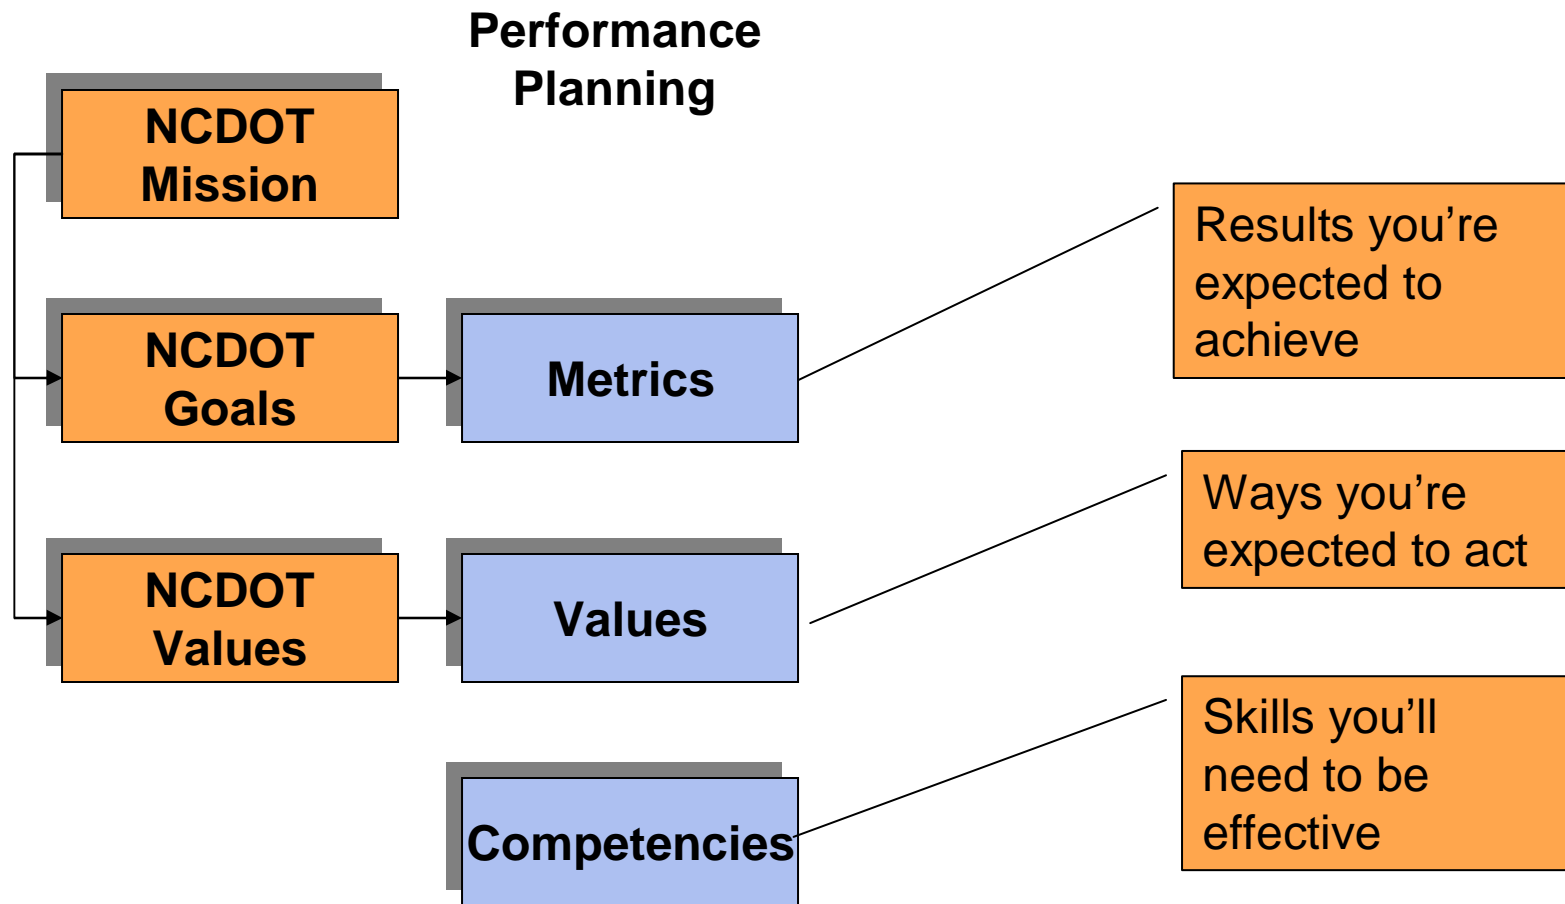 Performance
Planning
NCDOT
Mission
NCDOT
Goals
Metrics
NCDOT
Values
Values
Competencies
Results you’re
expected to
achieve
Ways you’re
expected to act
Skills you’ll
need to be
effective